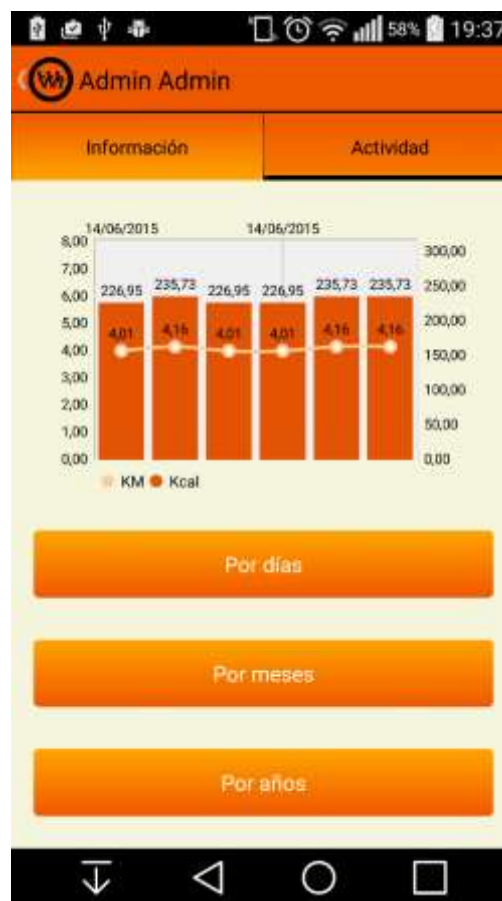 58% 19:37
Admin Admin
Información Actividad
14/06/2015 14/06/2015
8,00
7,00
6,00
5,00
4,00
3,00
2,00
1,00
0,00
226,95 235,73 226,95 226,95 235,73 235,73
4,01 4,16 4,01 4,01 4,16 4,16
300,00
250,00
200,00
150,00
100,00
50,00
0,00
KM Kcal
Por días
Por meses
Por años